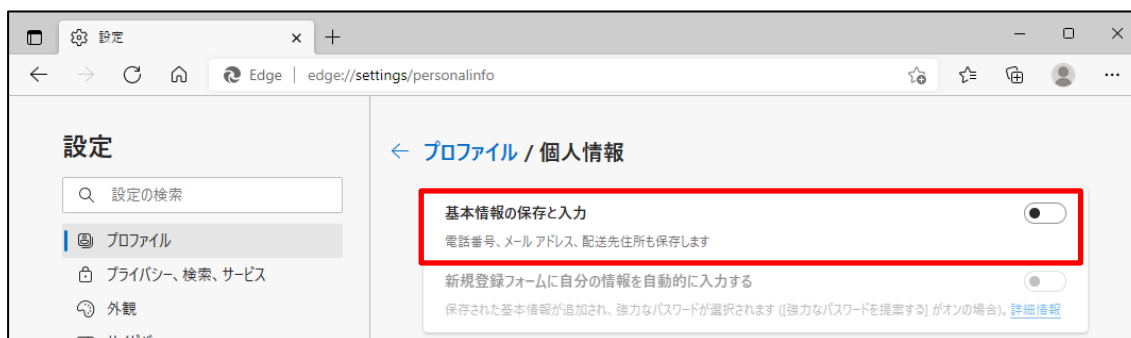 設定
Edge edge://settings/personalinfo
設定
設定の検索
プロファイル
プライバシー、検索、サービス
外観
プロファイル / 個人情報
基本情報の保存と入力
電話番号、メール アドレス、配送先住所も保存します
新規登録フォームに自分の情報を自動的に入力する
保存された基本情報が追加され、強力なパスワードが選択されます ([強力なパスワードを提案する] がオンの場合)。詳細情報